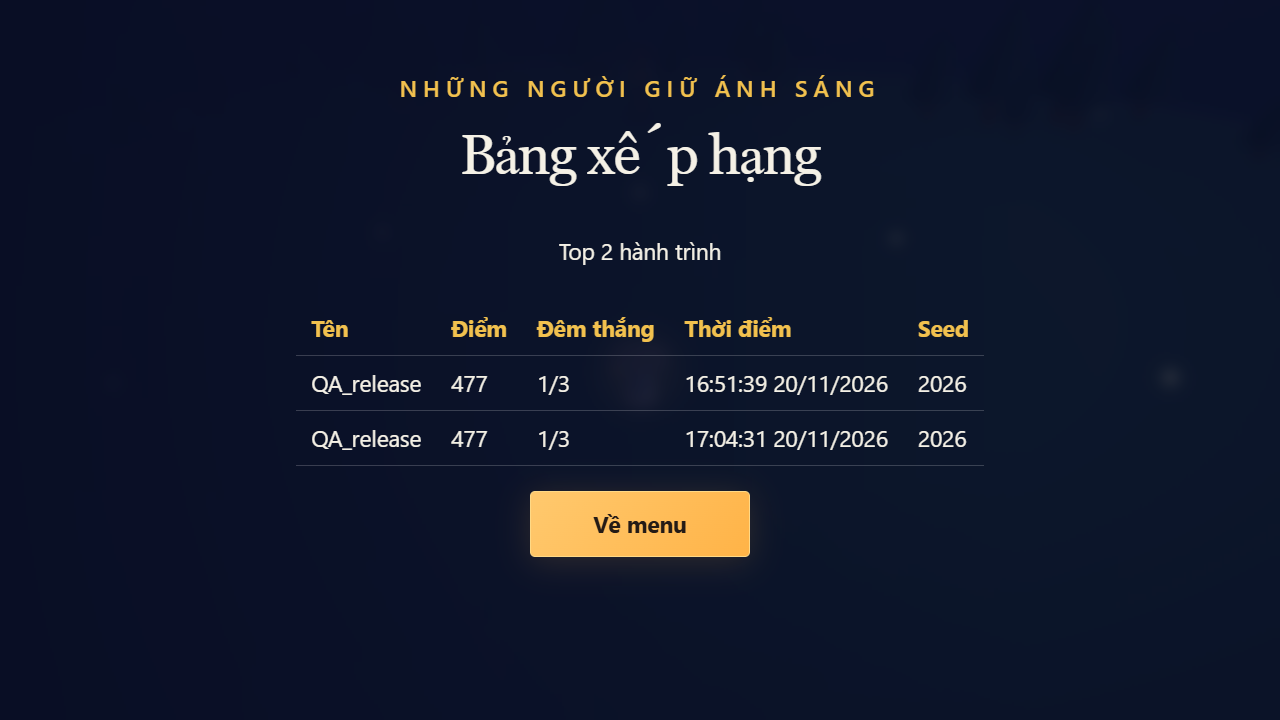 NHỮNG NGƯỜI GIỮ ÁNH SÁNG
Bảng xếp hạng
Top 2 hành trình
Tên Điểm Đêm thắng Thời điểm Seed
QA_release 477 1/3 16:51:39 20/11/2026 2026
QA_release 477 1/3 17:04:31 20/11/2026 2026
Về menu